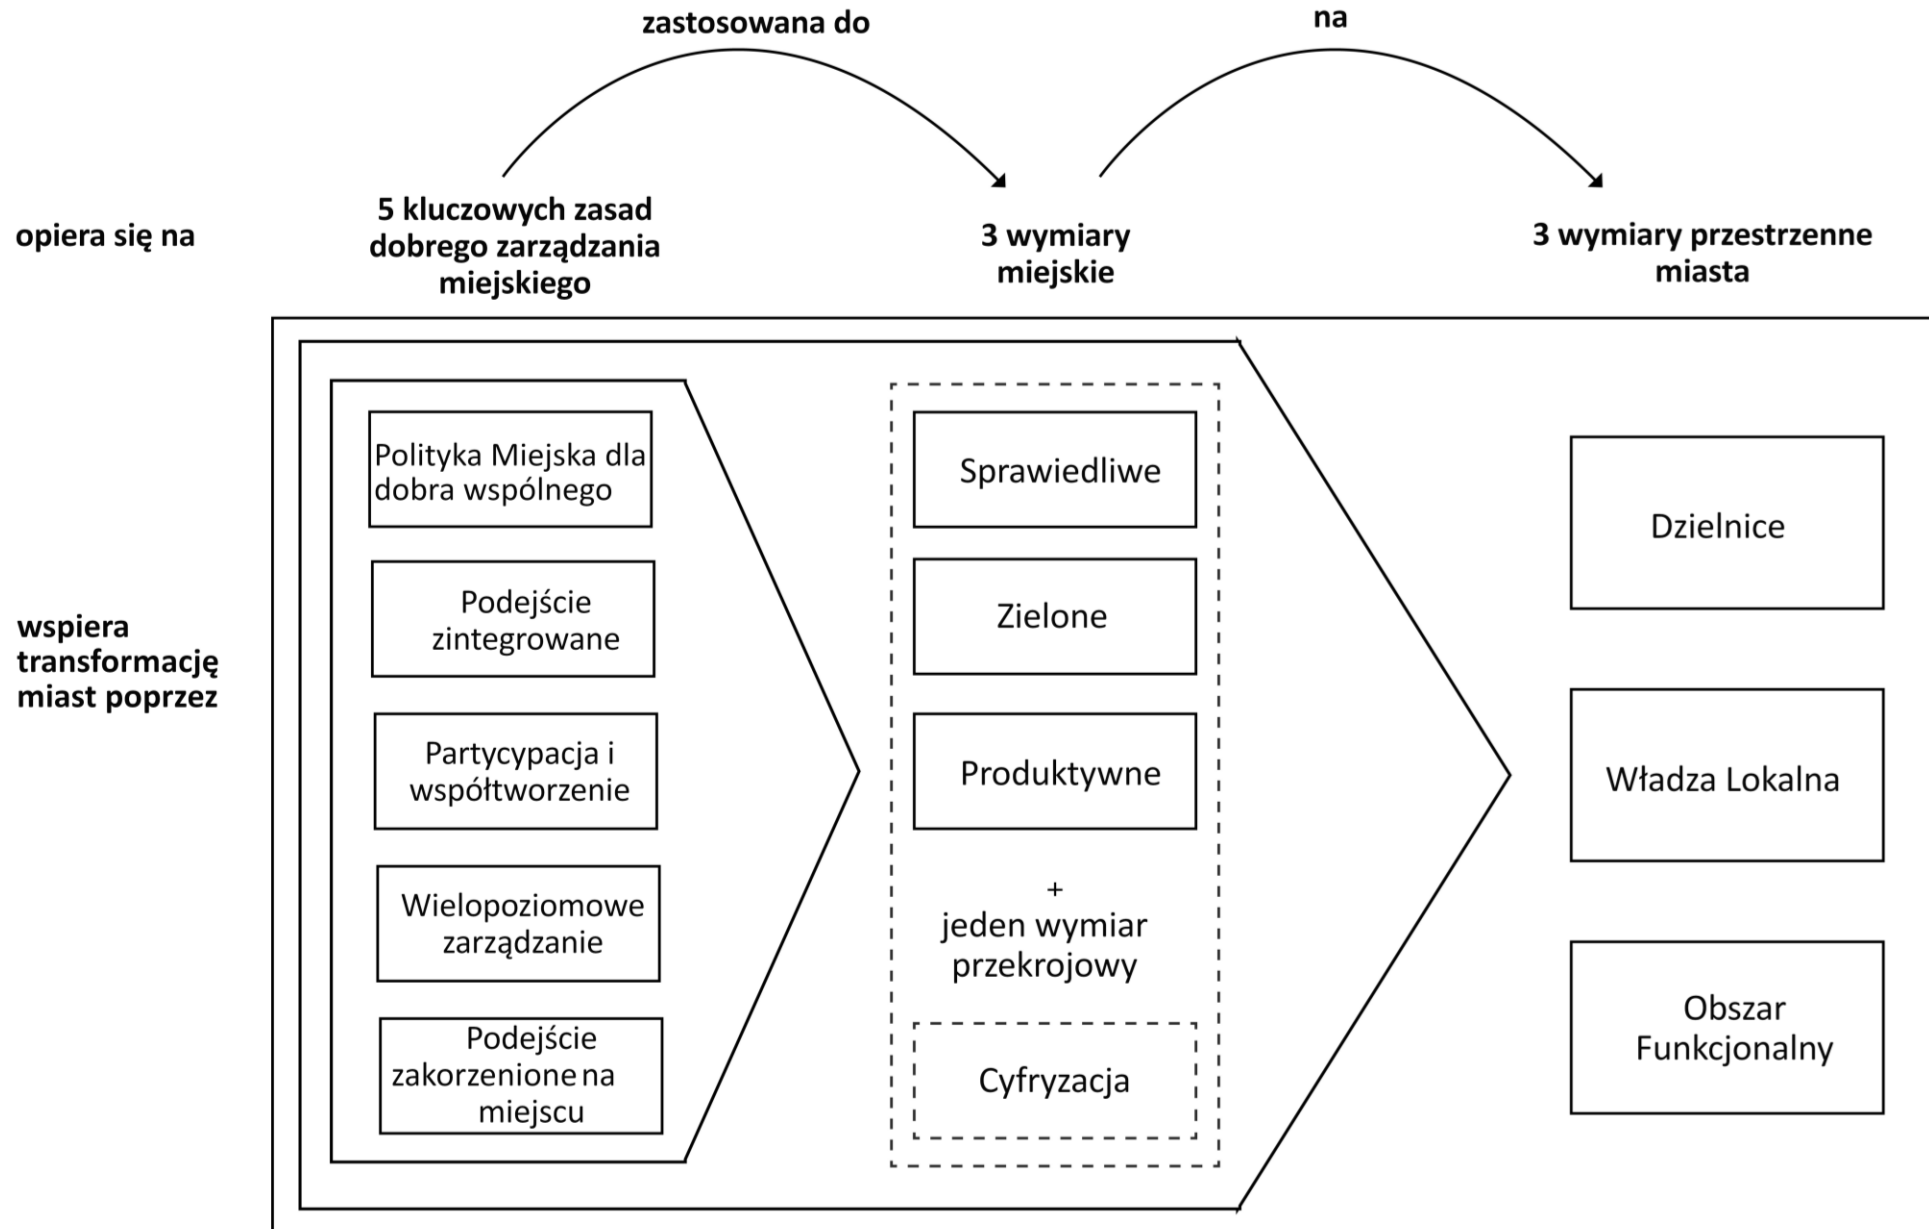 zastosowana do
na
opiera się na
5 kluczowych zasad
dobrego zarządzania
miejskiego
3 wymiary
miejskie
3 wymiary przestrzenne
miasta
wspiera
transformację
miast poprzez
Polityka Miejska dla
dobra wspólnego
Podejście
zintegrowane
Partycypacja i
współtworzenie
Wielopoziomowe
zarządzanie
Podejście
zakorzenione na
miejscu
Sprawiedliwe
Zielone
Produktywne
+
jeden wymiar
przekrojowy
Cyfryzacja
Dzielnice
Władza Lokalna
Obszar
Funkcjonalny